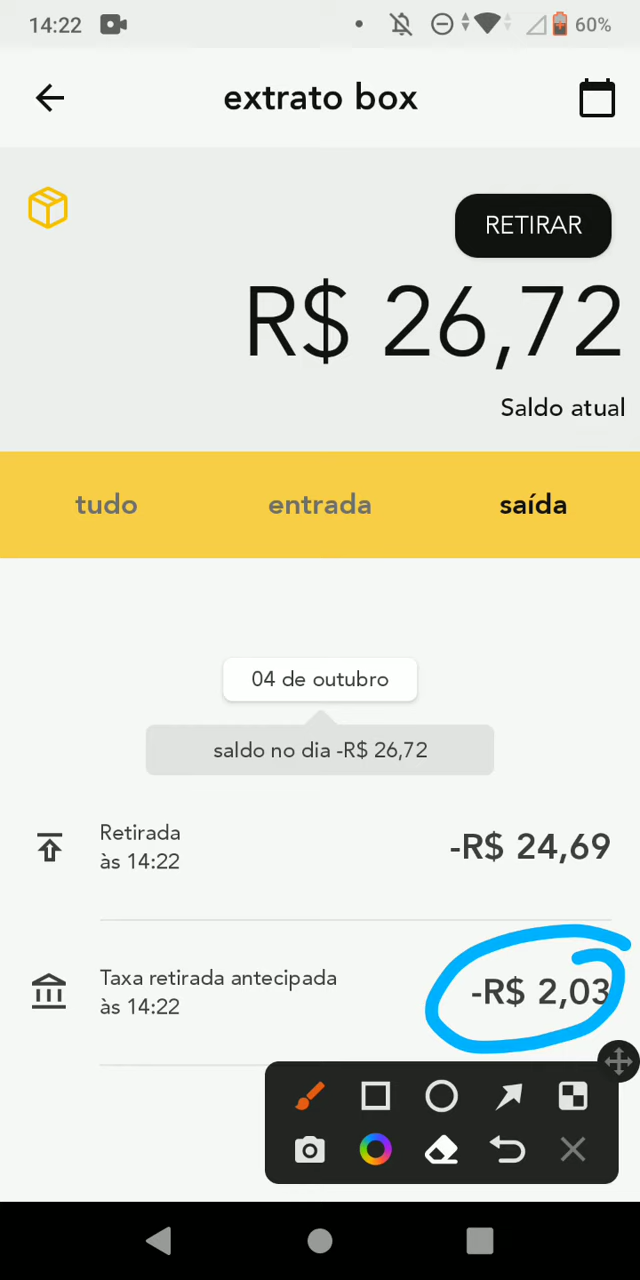 14:22
60%
extrato box
RETIRAR
R$ 26,72
Saldo atual
tudo entrada saída
04 de outubro
saldo no dia -R$ 26,72
Retirada
às 14:22
-R$ 24,69
Taxa retirada antecipada
às 14:22
-R$ 2,03